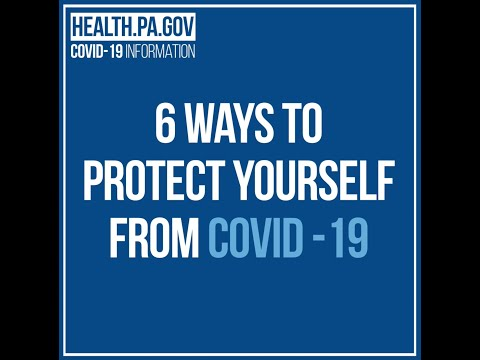 HEALTH.PA.GOV
COVID-19 INFORMATION
6 WAYS TO
PROTECT YOURSELF
FROM COVID -19